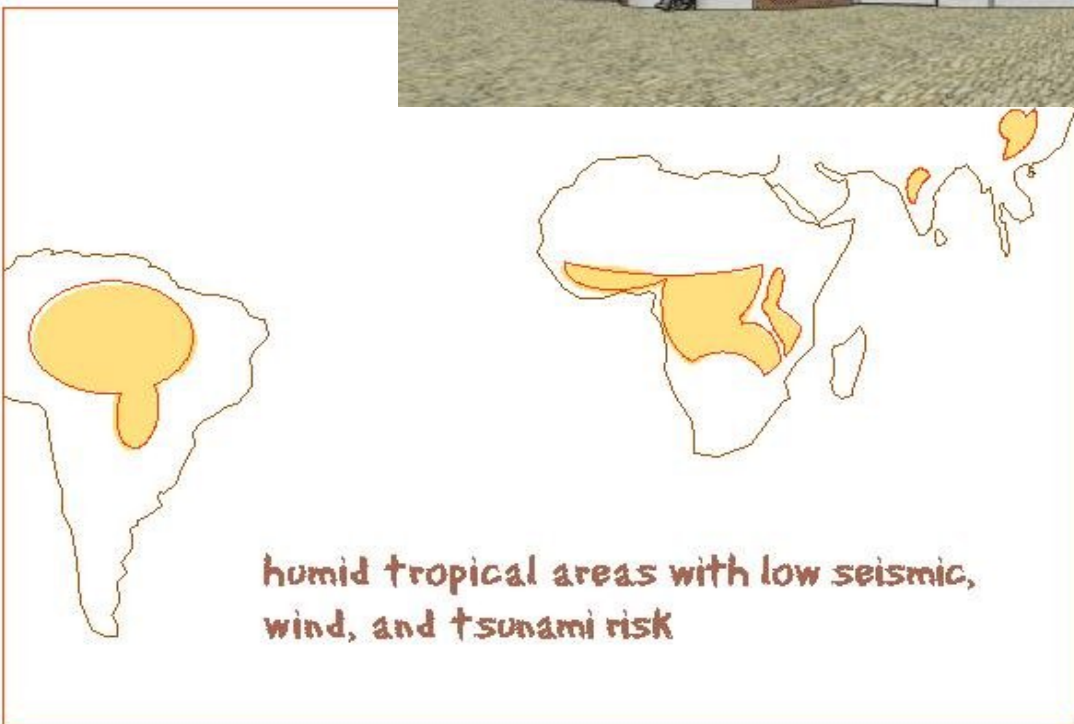 humid tropical areas with low seismic,
wind, and tsunami risk